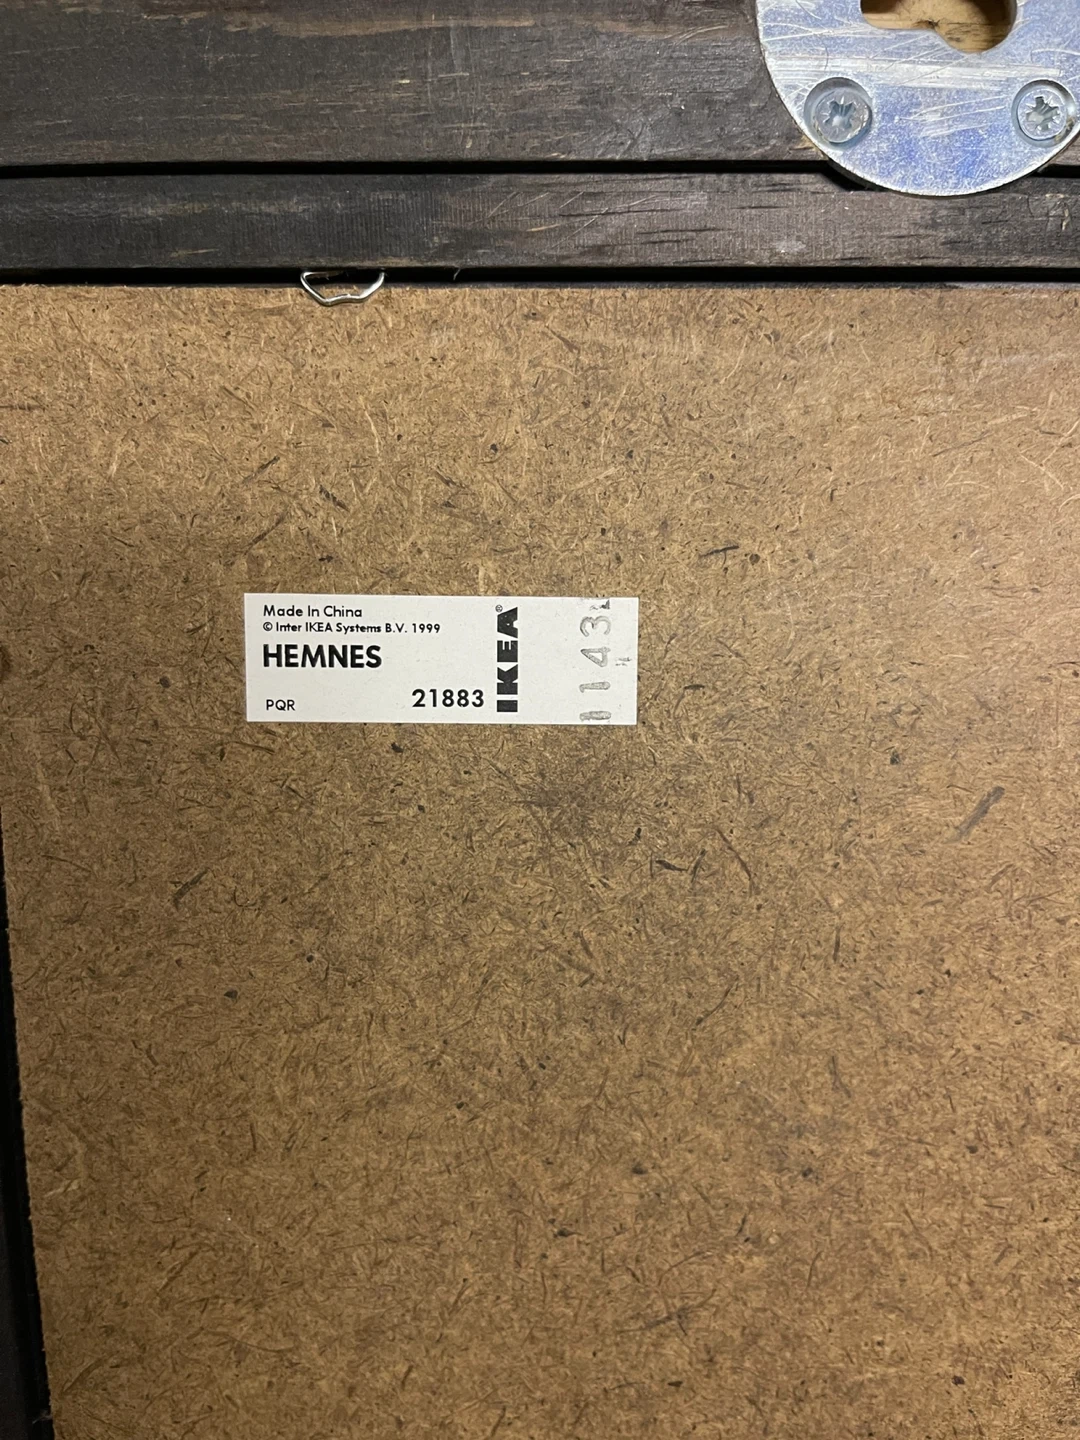 Made In China
© Inter IKEA Systems B.V. 1999
HEMNES
PQR
21883
IKEA®